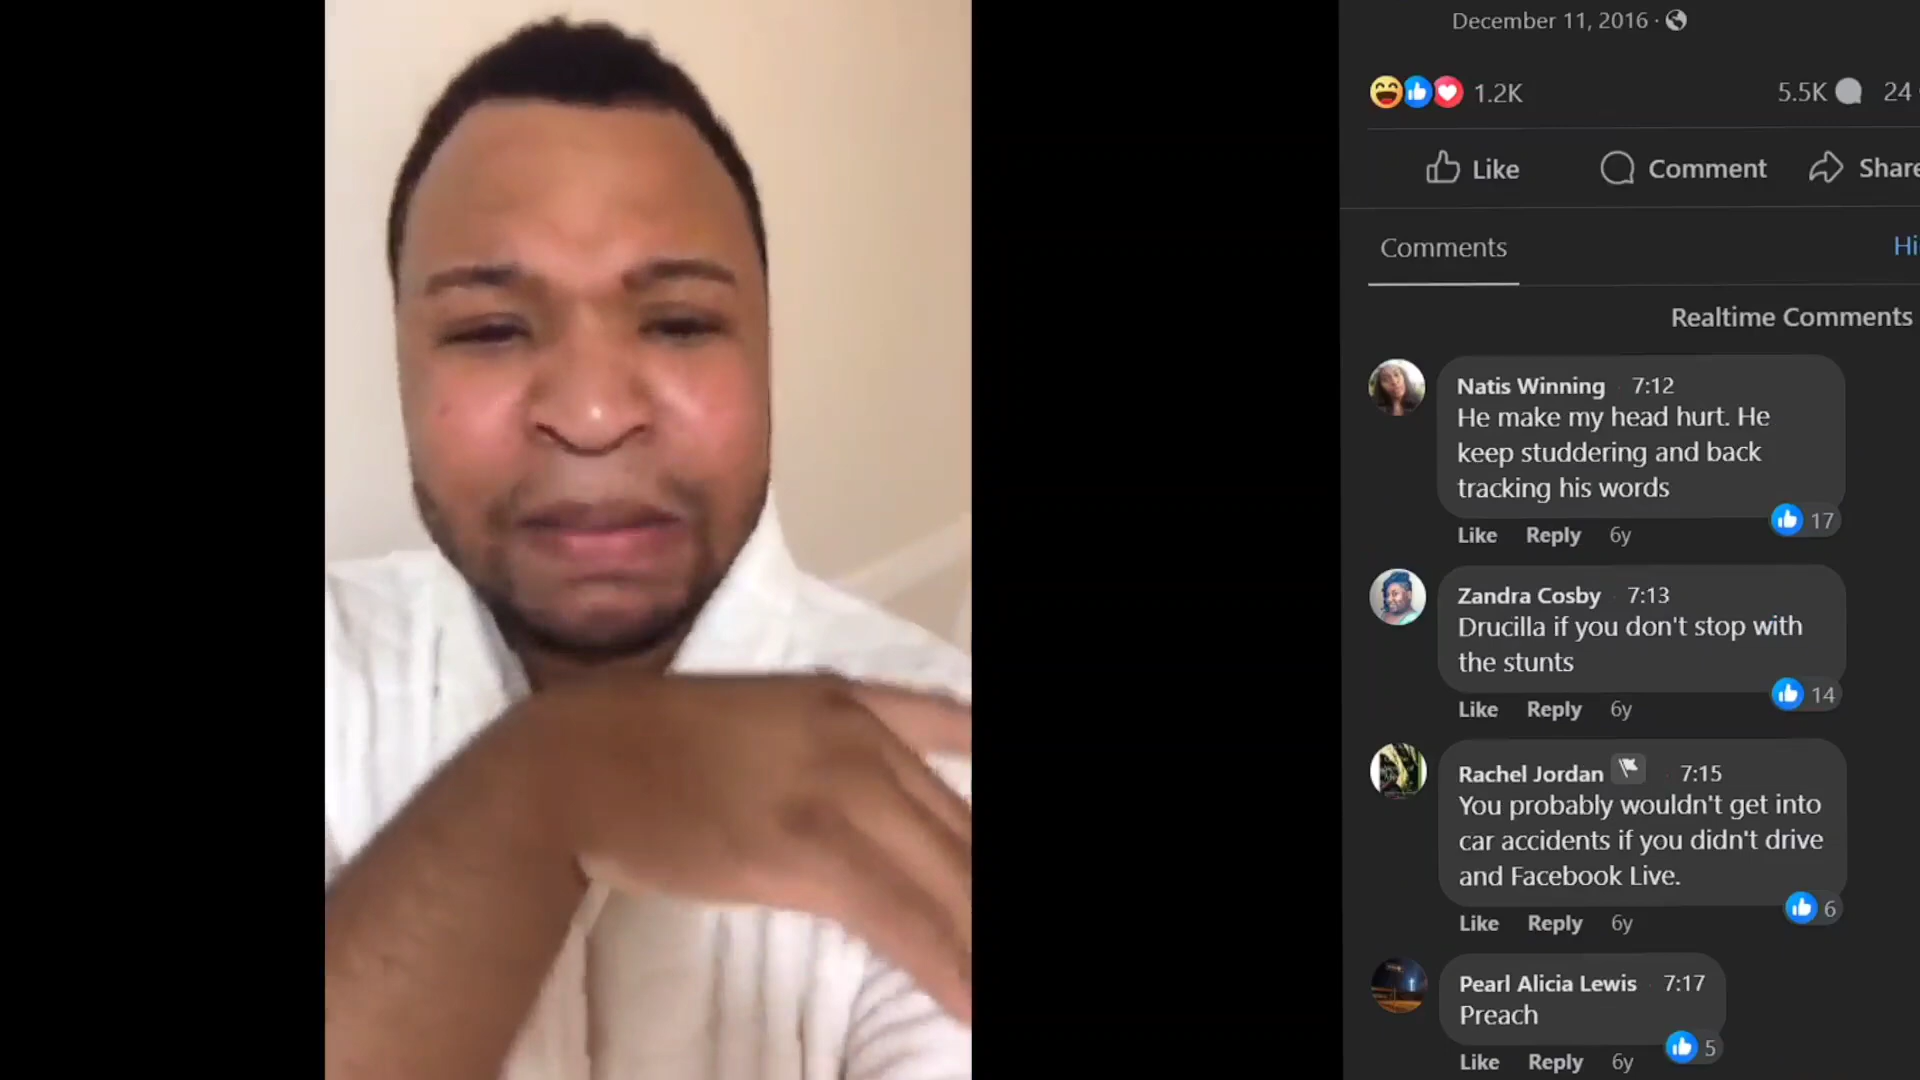 December 11, 2016 ·
1.2K
5.5K
24
Like
Comment
Share
Comments
Hi
Realtime Comments
Natis Winning · 7:12
He make my head hurt. He
keep studdering and back
tracking his words
17
Like Reply 6y
Zandra Cosby · 7:13
Drucilla if you don't stop with
the stunts
14
Like Reply 6y
Rachel Jordan · 7:15
You probably wouldn't get into
car accidents if you didn't drive
and Facebook Live.
6
Like Reply 6y
Pearl Alicia Lewis · 7:17
Preach
5
Like Reply 6y